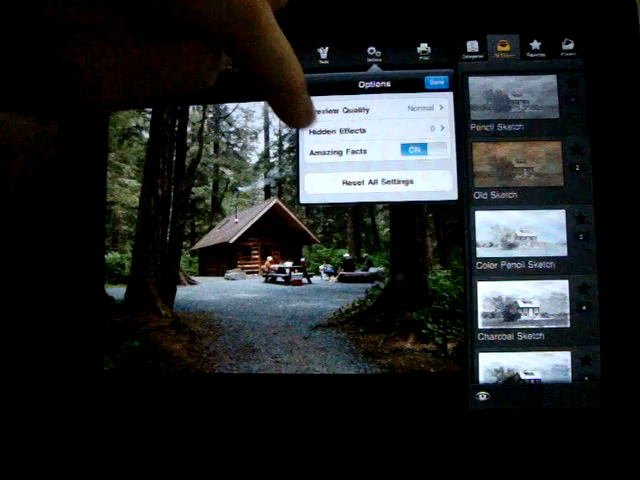 Options
Done
Preview Quality Normal
Hidden Effects 0
Amazing Facts ON
Reset All Settings
Pencil Sketch
Old Sketch
Color Pencil Sketch
Charcoal Sketch